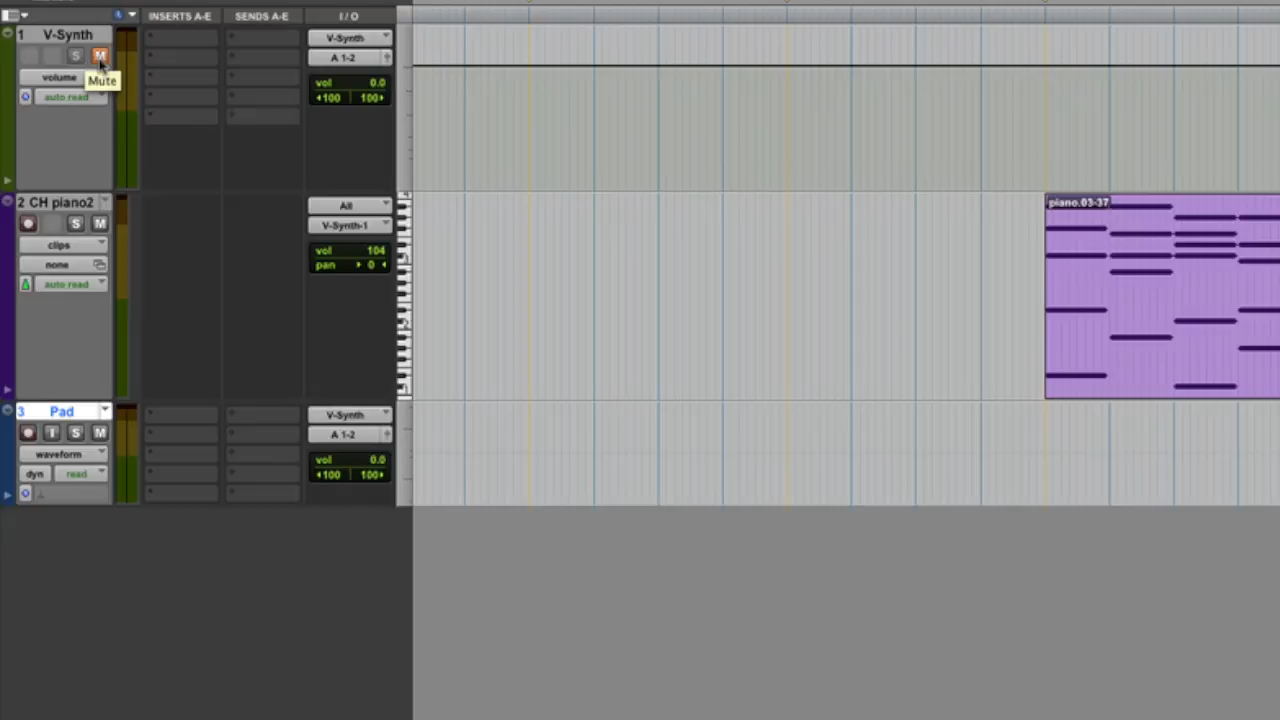 INSERTS A-E SENDS A-E I / O
1 V-Synth
S M
Mute
volume
auto read
V-Synth
A 1-2
vol 0.0
100 100
2 CH piano2
S M
clips
none
auto read
All
V-Synth-1
vol 104
pan 0
piano.03-37
3 Pad
I S M
waveform
dyn read
V-Synth
A 1-2
vol 0.0
100 100